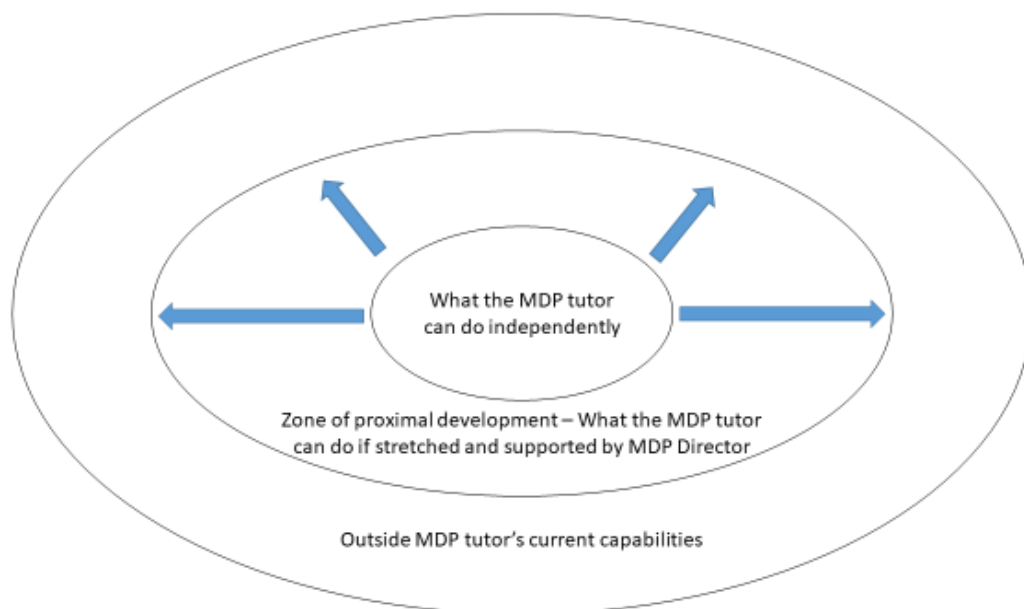 What the MDP tutor
can do independently
Zone of proximal development – What the MDP tutor
can do if stretched and supported by MDP Director
Outside MDP tutor's current capabilities